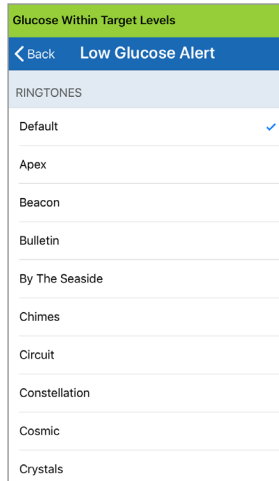 Glucose Within Target Levels
Back Low Glucose Alert
RINGTONES
Default
Apex
Beacon
Bulletin
By The Seaside
Chimes
Circuit
Constellation
Cosmic
Crystals